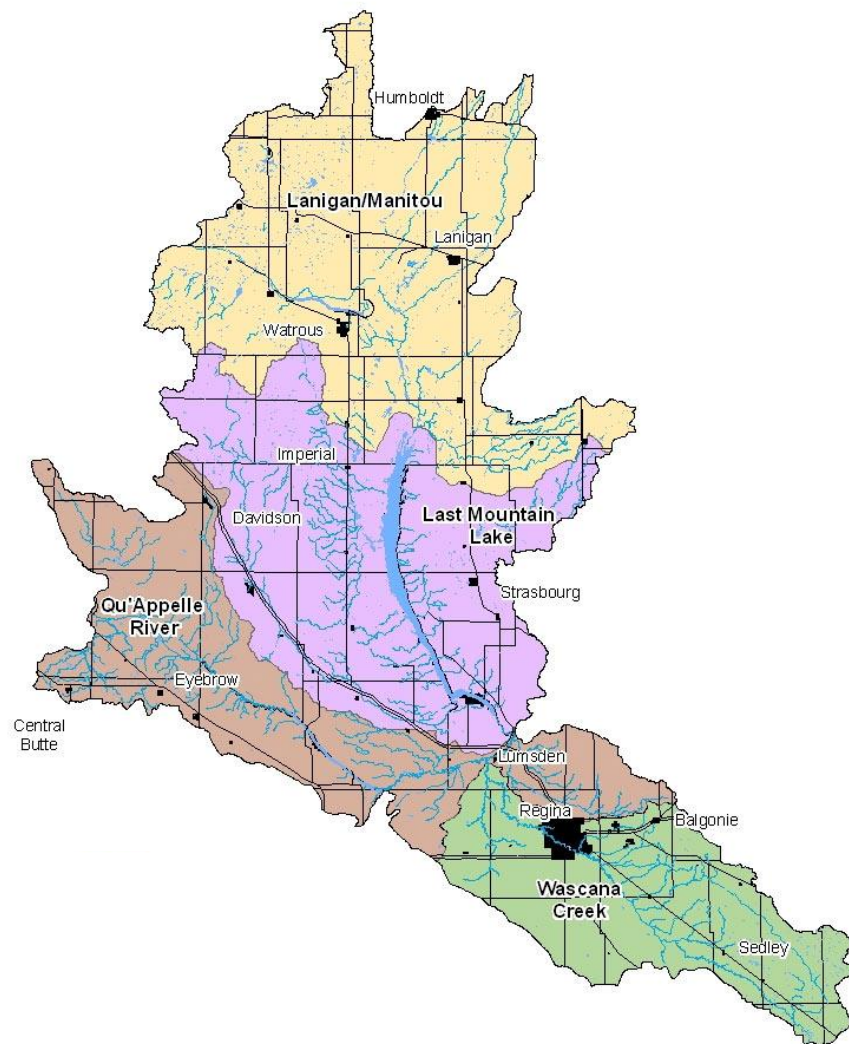 Humboldt
Lanigan/Manitou
Lanigan
Watrous
Imperial
Davidson
Last Mountain
Lake
Strasbourg
Qu'Appelle
River
Eyebrow
Central
Butte
Lumsden
Regina
Balgonie
Wascana
Creek
Sedley